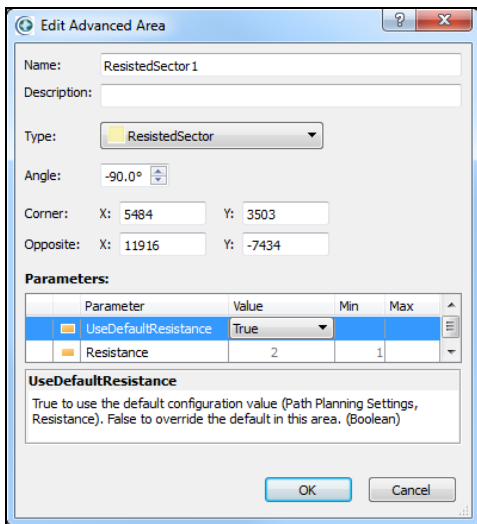 Edit Advanced Area
Name: ResistedSector1
Description:
Type: ResistedSector
Angle: -90.0°
Corner: X: 5484 Y: 3503
Opposite: X: 11916 Y: -7434
Parameters:
Parameter Value Min Max
UseDefaultResistance True
Resistance 2 1
UseDefaultResistance
True to use the default configuration value (Path Planning Settings,
Resistance). False to override the default in this area. (Boolean)
OK Cancel